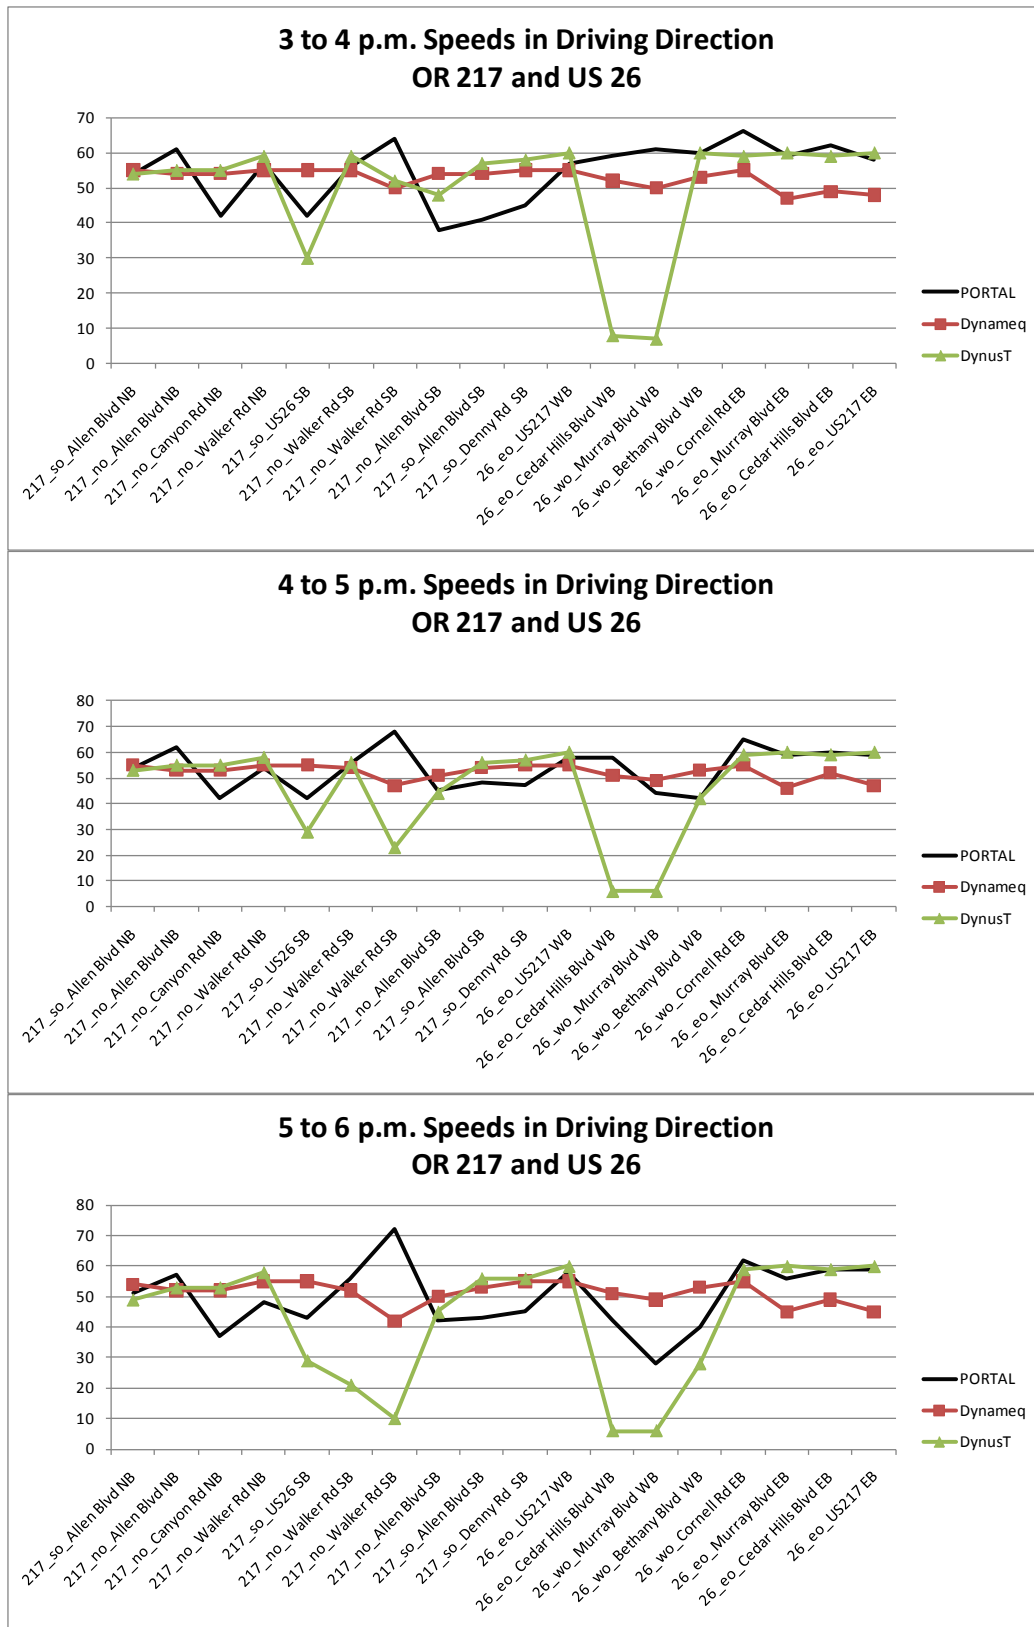 3 to 4 p.m. Speeds in Driving Direction
OR 217 and US 26
70
60
50
40
30
20
10
0
217_so_Allen Blvd NB
217_no_Allen Blvd NB
217_no_Canyon Rd NB
217_no_Walker Rd NB
217_so_US26 SB
217_no_Walker Rd SB
217_no_Walker Rd SB
217_no_Allen Blvd SB
217_so_Allen Blvd SB
217_so_Denny Rd SB
26_eo_US217 WB
26_eo_Cedar Hills Blvd WB
26_wo_Murray Blvd WB
26_wo_Bethany Blvd WB
26_wo_Cornell Rd EB
26_eo_Murray Blvd EB
26_eo_Cedar Hills Blvd EB
26_eo_US217 EB
PORTAL
Dynameq
DynusT
4 to 5 p.m. Speeds in Driving Direction
OR 217 and US 26
80
70
60
50
40
30
20
10
0
217_so_Allen Blvd NB
217_no_Allen Blvd NB
217_no_Canyon Rd NB
217_no_Walker Rd NB
217_so_US26 SB
217_no_Walker Rd SB
217_no_Walker Rd SB
217_no_Allen Blvd SB
217_so_Allen Blvd SB
217_so_Denny Rd SB
26_eo_US217 WB
26_eo_Cedar Hills Blvd WB
26_wo_Murray Blvd WB
26_wo_Bethany Blvd WB
26_wo_Cornell Rd EB
26_eo_Murray Blvd EB
26_eo_Cedar Hills Blvd EB
26_eo_US217 EB
PORTAL
Dynameq
DynusT
5 to 6 p.m. Speeds in Driving Direction
OR 217 and US 26
80
70
60
50
40
30
20
10
0
217_so_Allen Blvd NB
217_no_Allen Blvd NB
217_no_Canyon Rd NB
217_no_Walker Rd NB
217_so_US26 SB
217_no_Walker Rd SB
217_no_Walker Rd SB
217_no_Allen Blvd SB
217_so_Allen Blvd SB
217_so_Denny Rd SB
26_eo_US217 WB
26_eo_Cedar Hills Blvd WB
26_wo_Murray Blvd WB
26_wo_Bethany Blvd WB
26_wo_Cornell Rd EB
26_eo_Murray Blvd EB
26_eo_Cedar Hills Blvd EB
26_eo_US217 EB
PORTAL
Dynameq
DynusT